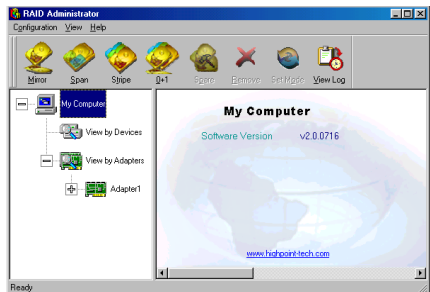 RAID Administrator
Configuration View Help
Mirror Span Stripe 0+1 Spare Remove Set Mode View Log
My Computer
View by Devices
View by Adapters
Adapter1
My Computer
Software Version v2.0.0716
www.highpoint-tech.com
Ready